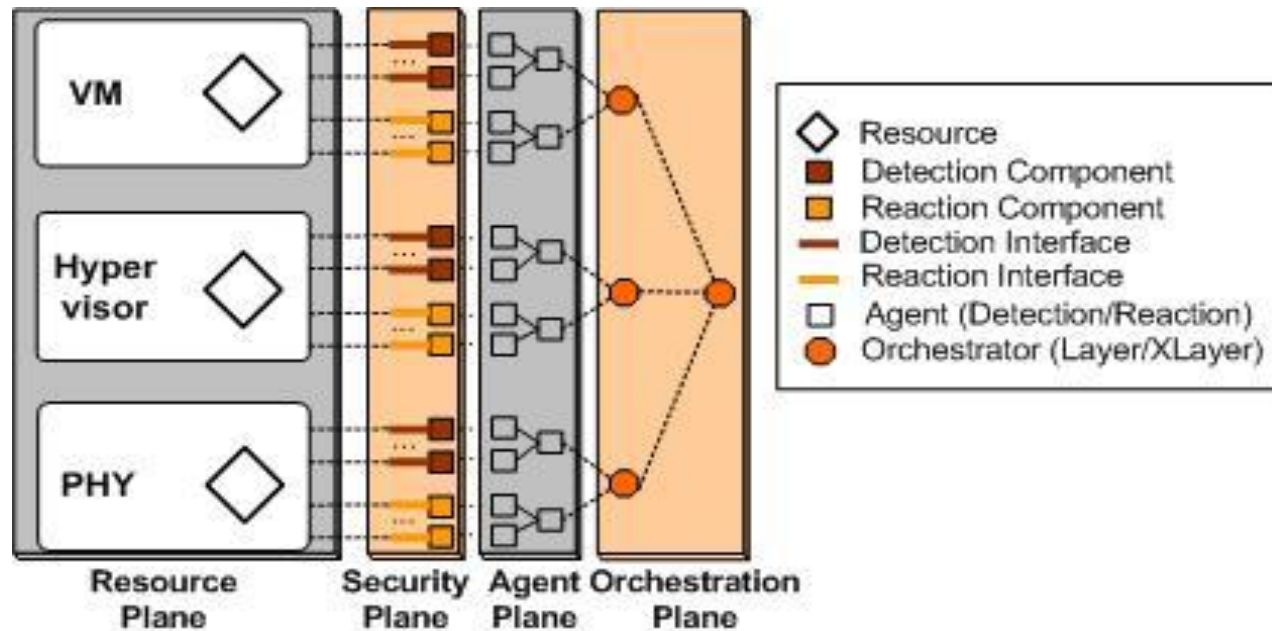 VM
Hyper
visor
PHY
Resource
Plane
Security
Plane
Agent
Plane
Orchestration
Plane
Resource
Detection Component
Reaction Component
Detection Interface
Reaction Interface
Agent (Detection/Reaction)
Orchestrator (Layer/XLayer)